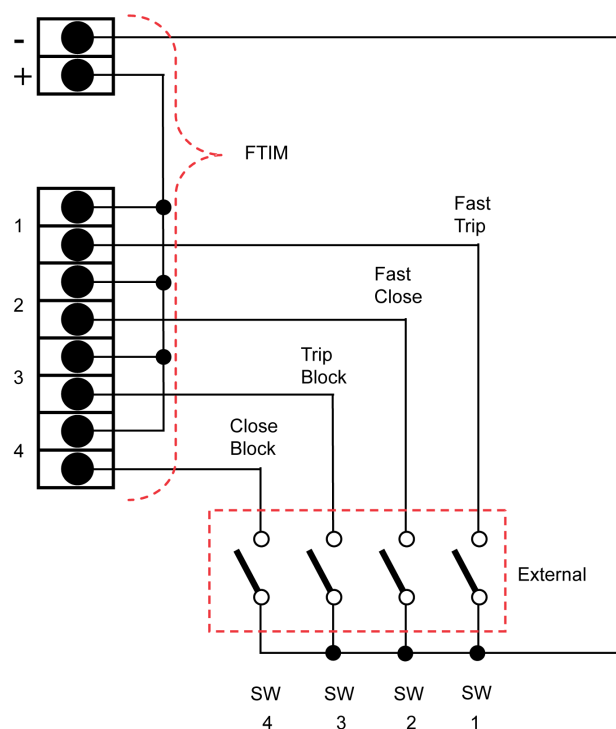 -
+
FTIM
1
2
3
4
Fast
Trip
Fast
Close
Trip
Block
Close
Block
External
SW SW SW SW
4 3 2 1